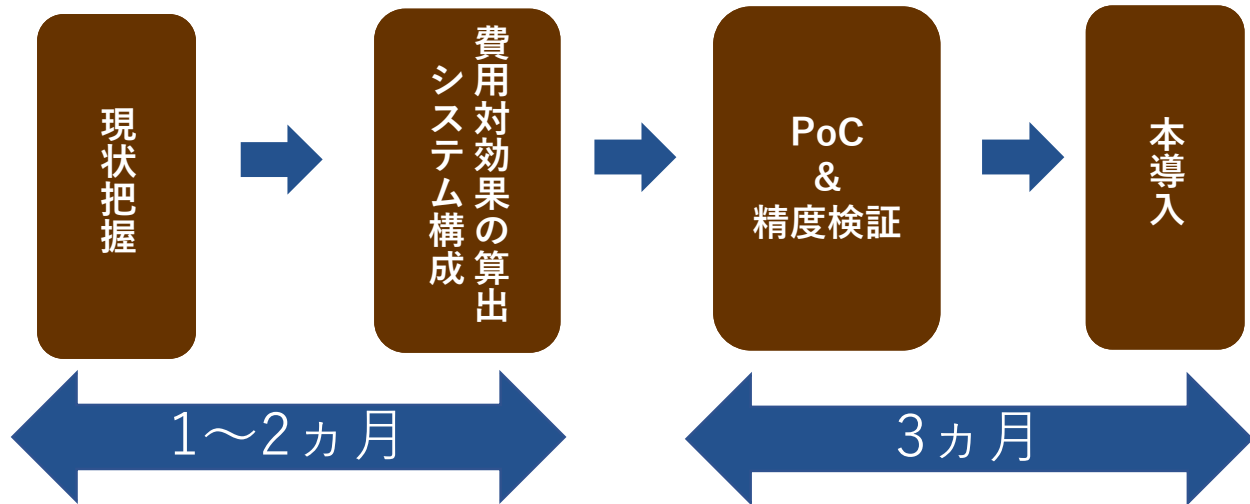 現状把握
費用対効果の算出
システム構成
PoC
&
精度検証
本導入
1～2ヵ月
3ヵ月